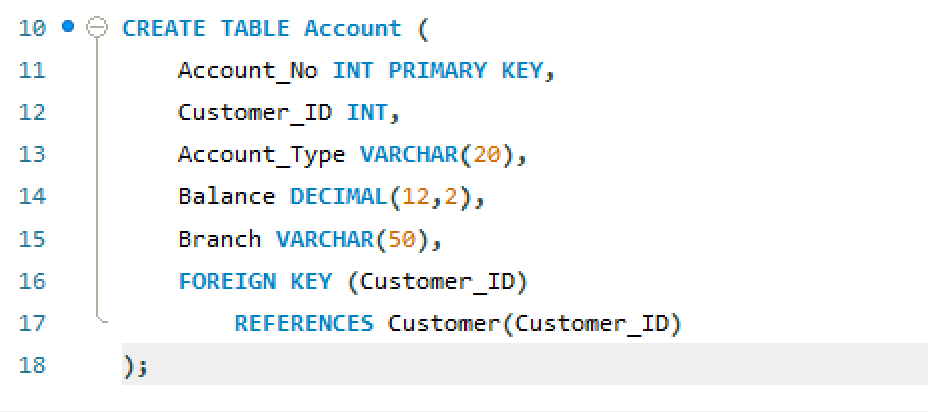 10 CREATE TABLE Account (
11 Account_No INT PRIMARY KEY,
12 Customer_ID INT,
13 Account_Type VARCHAR(20),
14 Balance DECIMAL(12,2),
15 Branch VARCHAR(50),
16 FOREIGN KEY (Customer_ID)
17 REFERENCES Customer(Customer_ID)
18 );